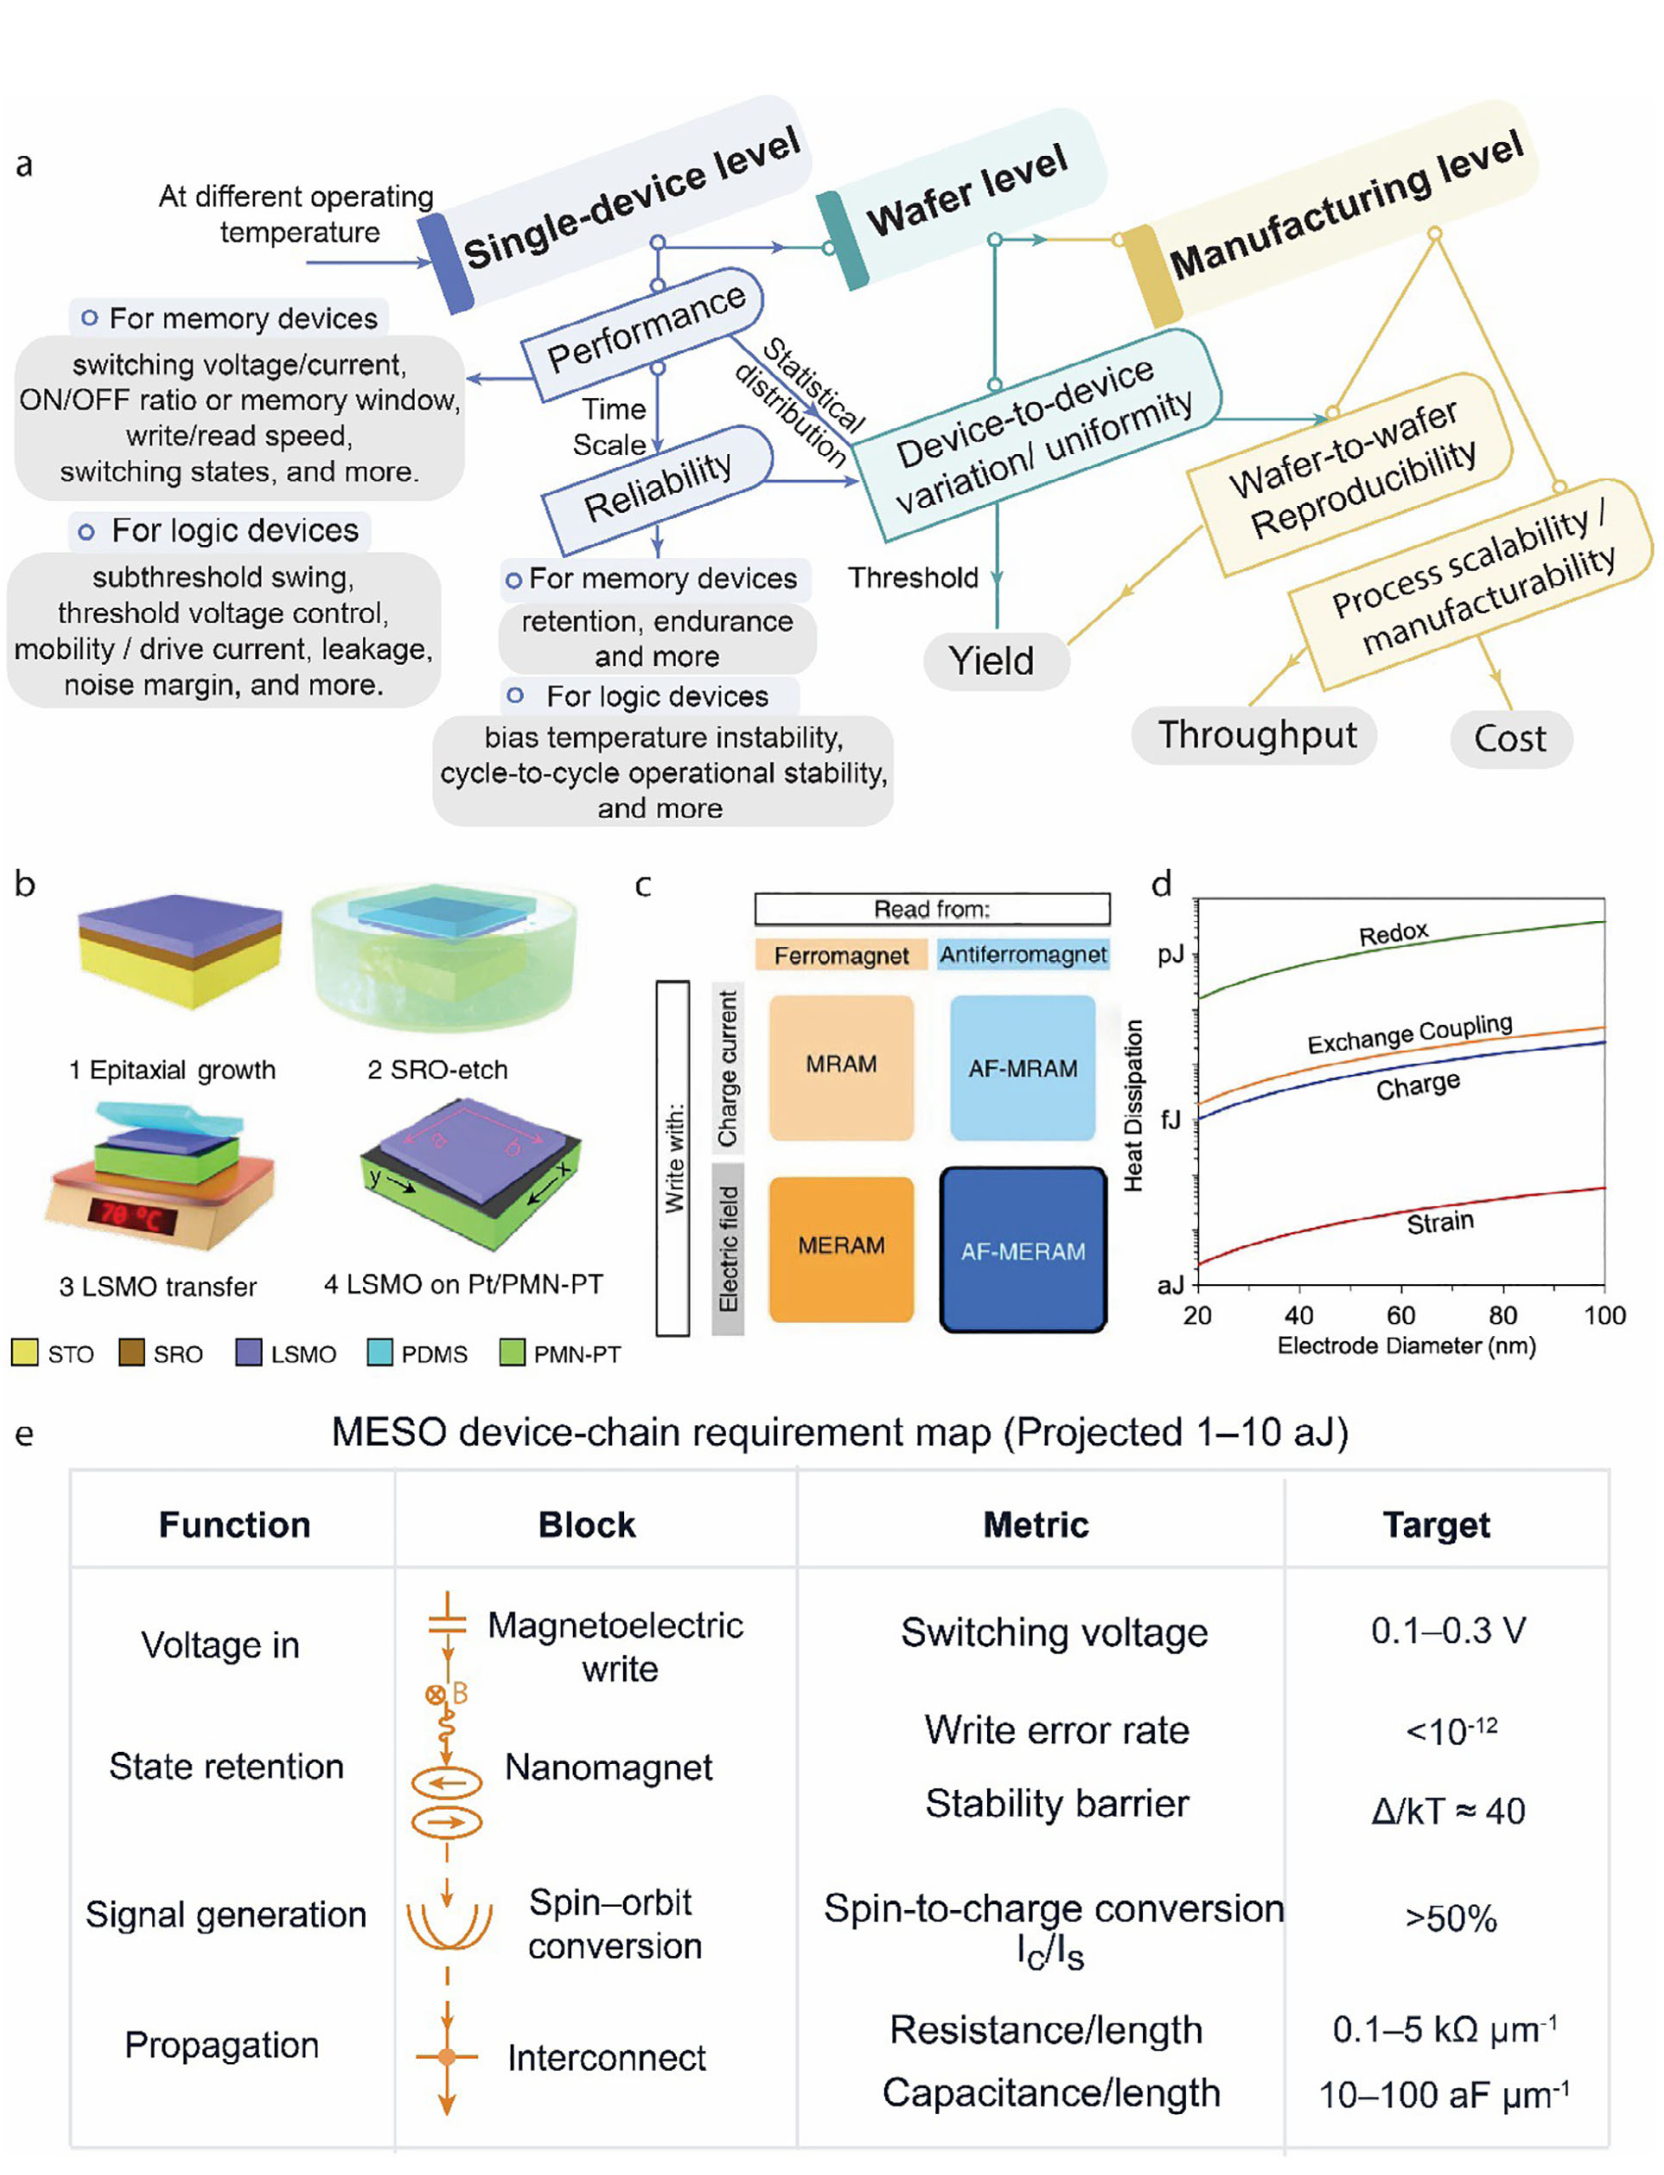 a
At different operating
temperature
Single-device level
Wafer level
Manufacturing level
Performance
Statistical
distribution
Time
Scale
Reliability
Device-to-device
variation/ uniformity
Wafer-to-wafer
Reproducibility
Process scalability /
manufacturability
For memory devices
switching voltage/current,
ON/OFF ratio or memory window,
write/read speed,
switching states, and more.
For logic devices
subthreshold swing,
threshold voltage control,
mobility / drive current, leakage,
noise margin, and more.
For memory devices
retention, endurance
and more
For logic devices
bias temperature instability,
cycle-to-cycle operational stability,
and more
Threshold
Yield
Throughput
Cost
b
1 Epitaxial growth
2 SRO-etch
70 °C
a
b
y
x
3 LSMO transfer
4 LSMO on Pt/PMN-PT
STO
SRO
LSMO
PDMS
PMN-PT
c
Read from:
Ferromagnet
Antiferromagnet
Write with:
Charge current
Electric field
MRAM
AF-MRAM
MERAM
AF-MERAM
d
Heat Dissipation
pJ
fJ
aJ
Redox
Exchange Coupling
Charge
Strain
20
40
60
80
100
Electrode Diameter (nm)
e
MESO device-chain requirement map (Projected 1–10 aJ)
Function
Block
Metric
Target
Voltage in
Magnetoelectric
write
Switching voltage
0.1–0.3 V
B
State retention
Nanomagnet
Write error rate
<10⁻¹²
Stability barrier
Δ/kT ≈ 40
Signal generation
Spin–orbit
conversion
Spin-to-charge conversion
I_C/I_S
>50%
Propagation
Interconnect
Resistance/length
0.1–5 kΩ μm⁻¹
Capacitance/length
10–100 aF μm⁻¹